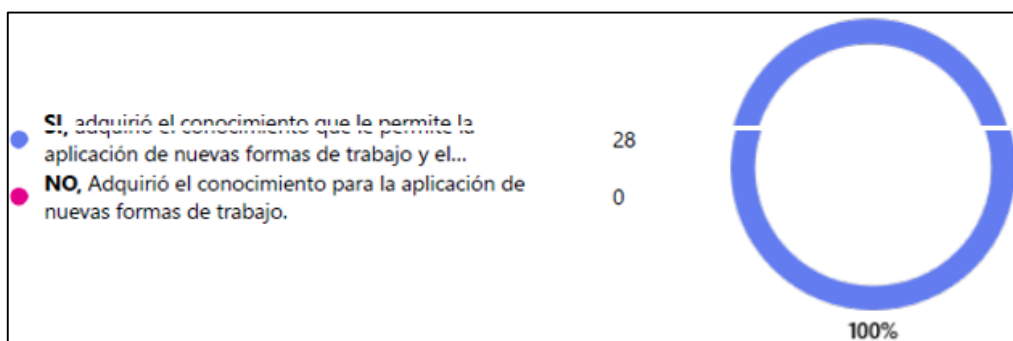 SI, adquirió el conocimiento que le permite la
aplicación de nuevas formas de trabajo y el...
28
NO, Adquirió el conocimiento para la aplicación de
nuevas formas de trabajo.
0
100%